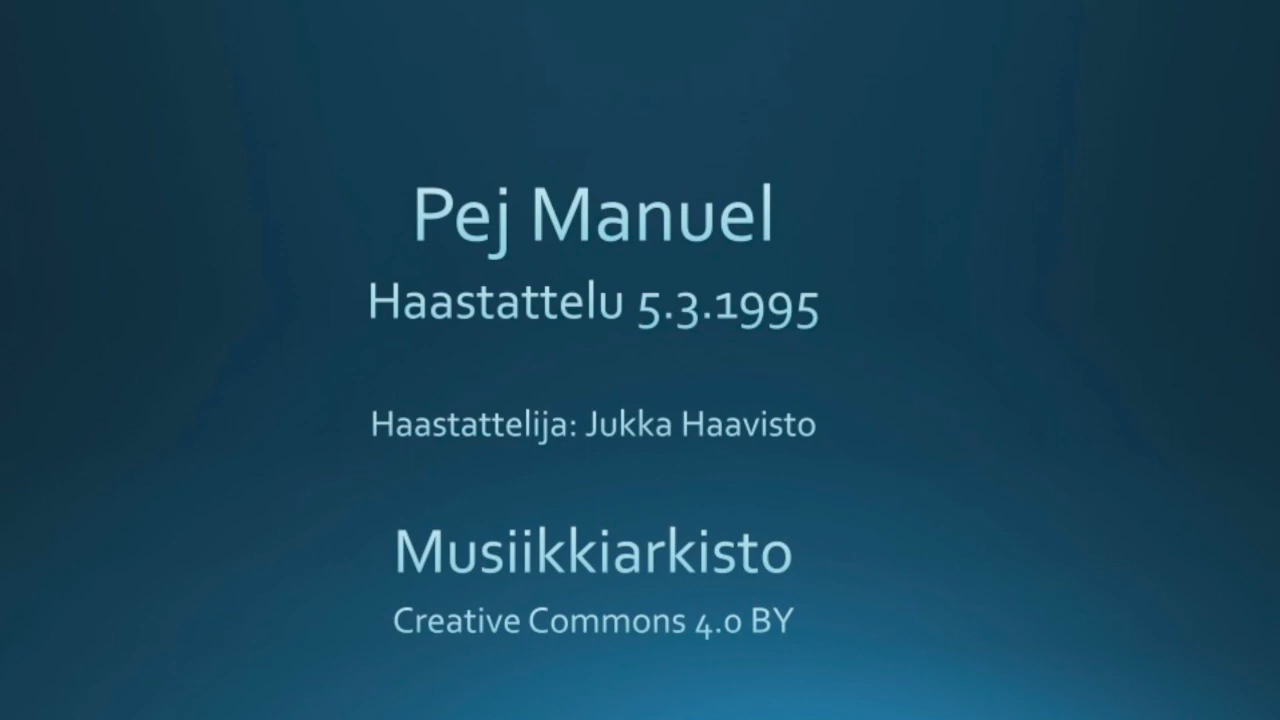 Pej Manuel
Haastattelu 5.3.1995
Haastattelija: Jukka Haavisto
Musiikkiarkisto
Creative Commons 4.0 BY